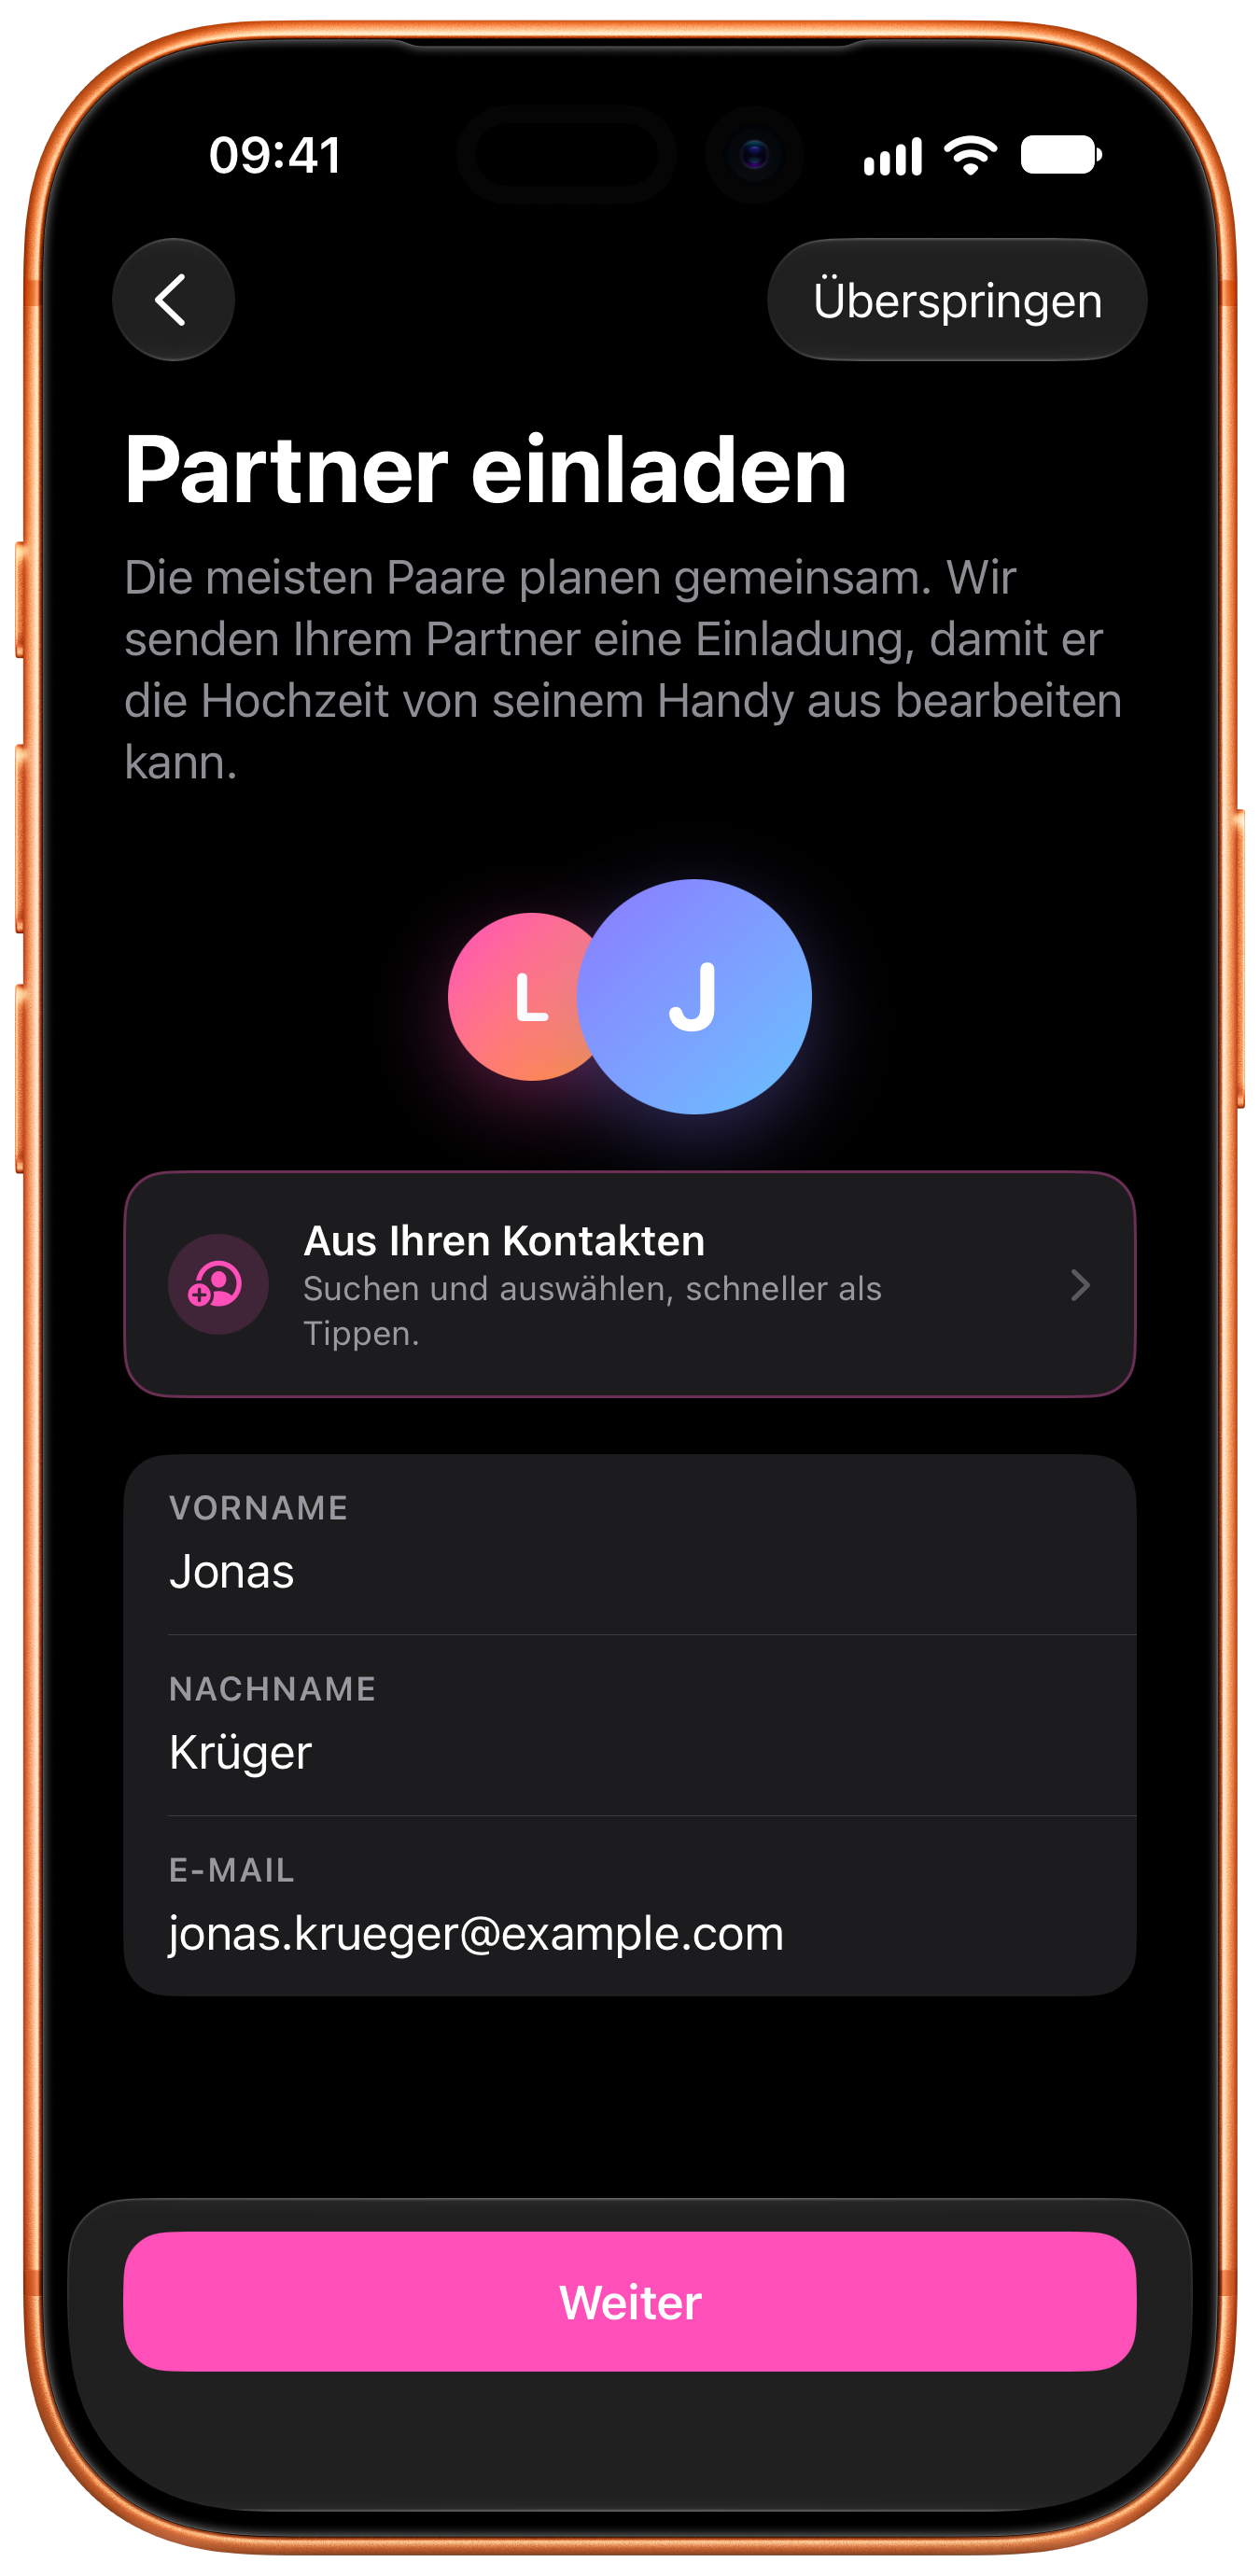 09:41
Überspringen
Partner einladen
Die meisten Paare planen gemeinsam. Wir
senden Ihrem Partner eine Einladung, damit er
die Hochzeit von seinem Handy aus bearbeiten
kann.
L
J
Aus Ihren Kontakten
Suchen und auswählen, schneller als
Tippen.
VORNAME
Jonas
NACHNAME
Krüger
E-MAIL
jonas.krueger@example.com
Weiter